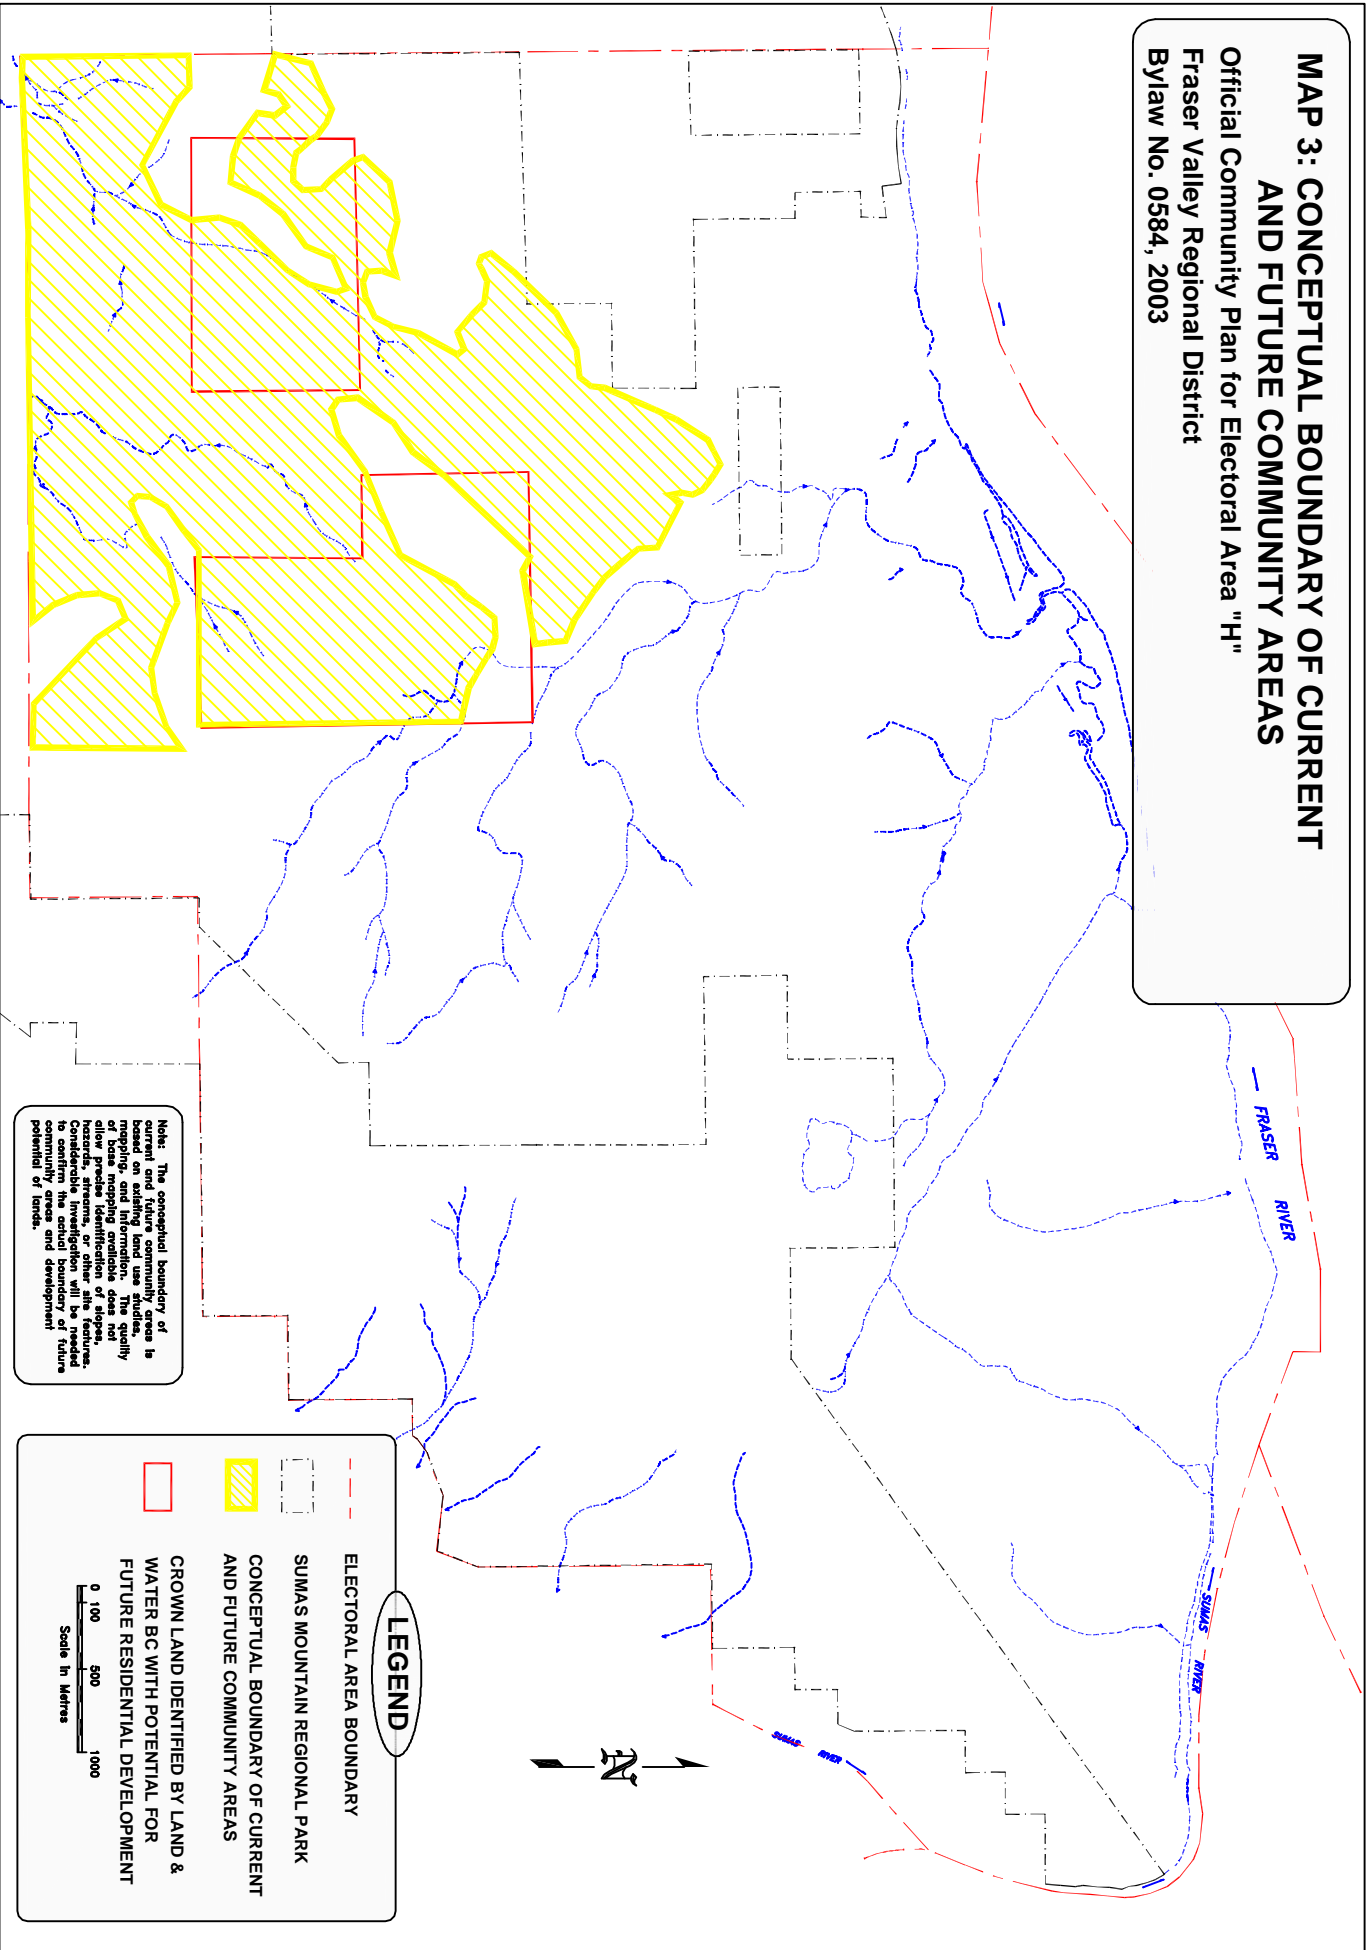 MAP 3: CONCEPTUAL BOUNDARY OF CURRENT
AND FUTURE COMMUNITY AREAS
Official Community Plan for Electoral Area "H"
Fraser Valley Regional District
Bylaw No. 0584, 2003
FRASER RIVER
SUMAS RIVER
SUMAS RIVER
N
Note: The conceptual boundary of
current and future community areas is
based on existing land use studies,
mapping, and information. The quality
of base mapping available does not
allow precise identification of slopes,
hazards, streams, or other site features.
Considerable investigation will be needed
to confirm the actual boundary of future
community areas and development
potential of lands.
LEGEND
ELECTORAL AREA BOUNDARY
SUMAS MOUNTAIN REGIONAL PARK
CONCEPTUAL BOUNDARY OF CURRENT
AND FUTURE COMMUNITY AREAS
CROWN LAND IDENTIFIED BY LAND &
WATER BC WITH POTENTIAL FOR
FUTURE RESIDENTIAL DEVELOPMENT
0 100 500 1000
Scale in Metres